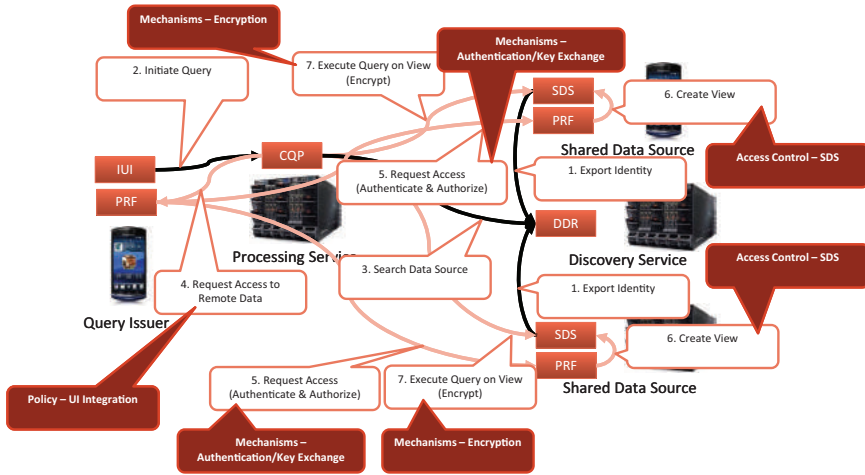 Mechanisms – Encryption
Mechanisms –
Authentication/Key Exchange
2. Initiate Query
7. Execute Query on View
(Encrypt)
SDS
6. Create View
PRF
Shared Data Source
Access Control – SDS
IUI
CQP
5. Request Access
(Authenticate & Authorize)
1. Export Identity
PRF
DDR
Processing Service
3. Search Data Source
Discovery Service
Access Control – SDS
4. Request Access to
Remote Data
1. Export Identity
Query Issuer
SDS
6. Create View
PRF
Shared Data Source
5. Request Access
(Authenticate & Authorize)
7. Execute Query on View
(Encrypt)
Policy – UI Integration
Mechanisms –
Authentication/Key Exchange
Mechanisms – Encryption